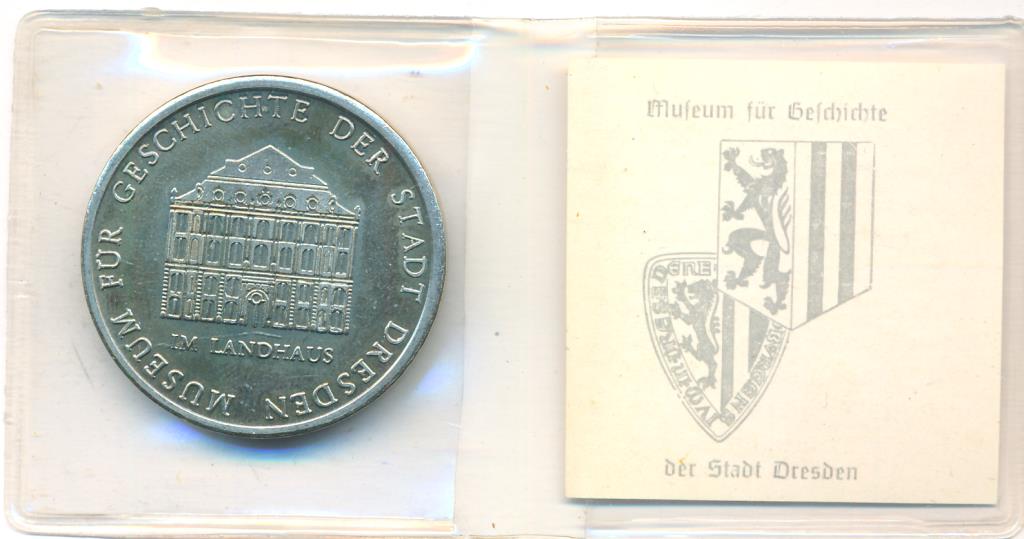 MUSEUM FÜR GESCHICHTE DER STADT DRESDEN
IM LANDHAUS
Museum für Geschichte
der Stadt Dresden